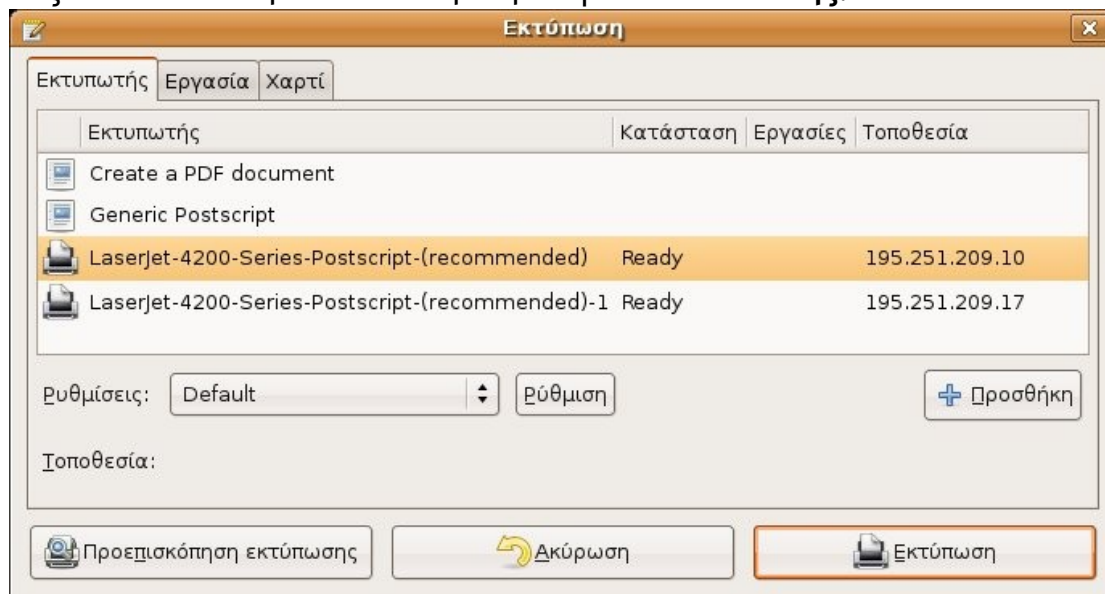 Εκτύπωση
Εκτυπωτής Εργασία Χαρτί
Εκτυπωτής Κατάσταση Εργασίες Τοποθεσία
Create a PDF document
Generic Postscript
LaserJet-4200-Series-Postscript-(recommended) Ready 195.251.209.10
LaserJet-4200-Series-Postscript-(recommended)-1 Ready 195.251.209.17
Ρυθμίσεις: Default Ρύθμιση Προσθήκη
Τοποθεσία:
Προεπισκόπηση εκτύπωσης Ακύρωση Εκτύπωση